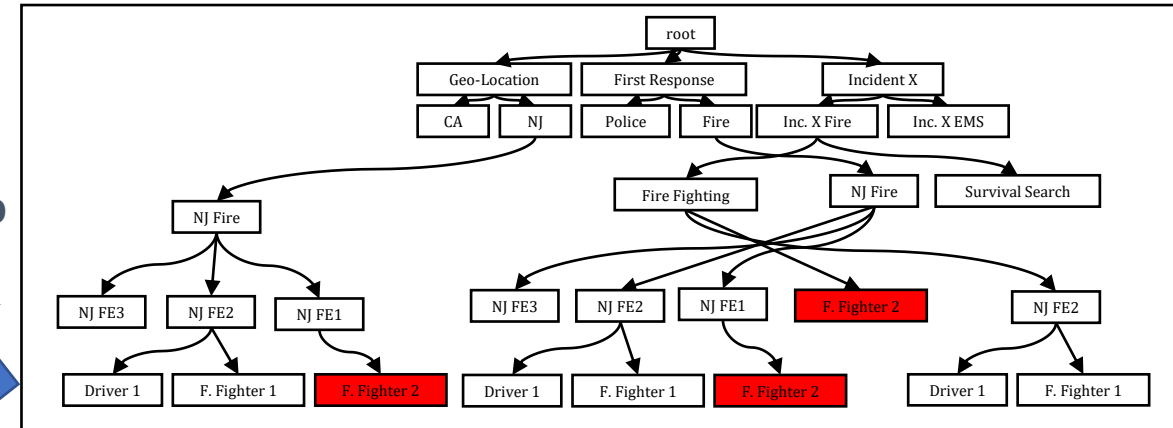 root
Geo-Location
First Response
Incident X
CA
NJ
Police
Fire
Inc. X Fire
Inc. X EMS
NJ Fire
Fire Fighting
NJ Fire
Survival Search
NJ FE3
NJ FE2
NJ FE1
NJ FE3
NJ FE2
NJ FE1
F. Fighter 2
NJ FE2
Driver 1
F. Fighter 1
F. Fighter 2
Driver 1
F. Fighter 1
F. Fighter 2
Driver 1
F. Fighter 1